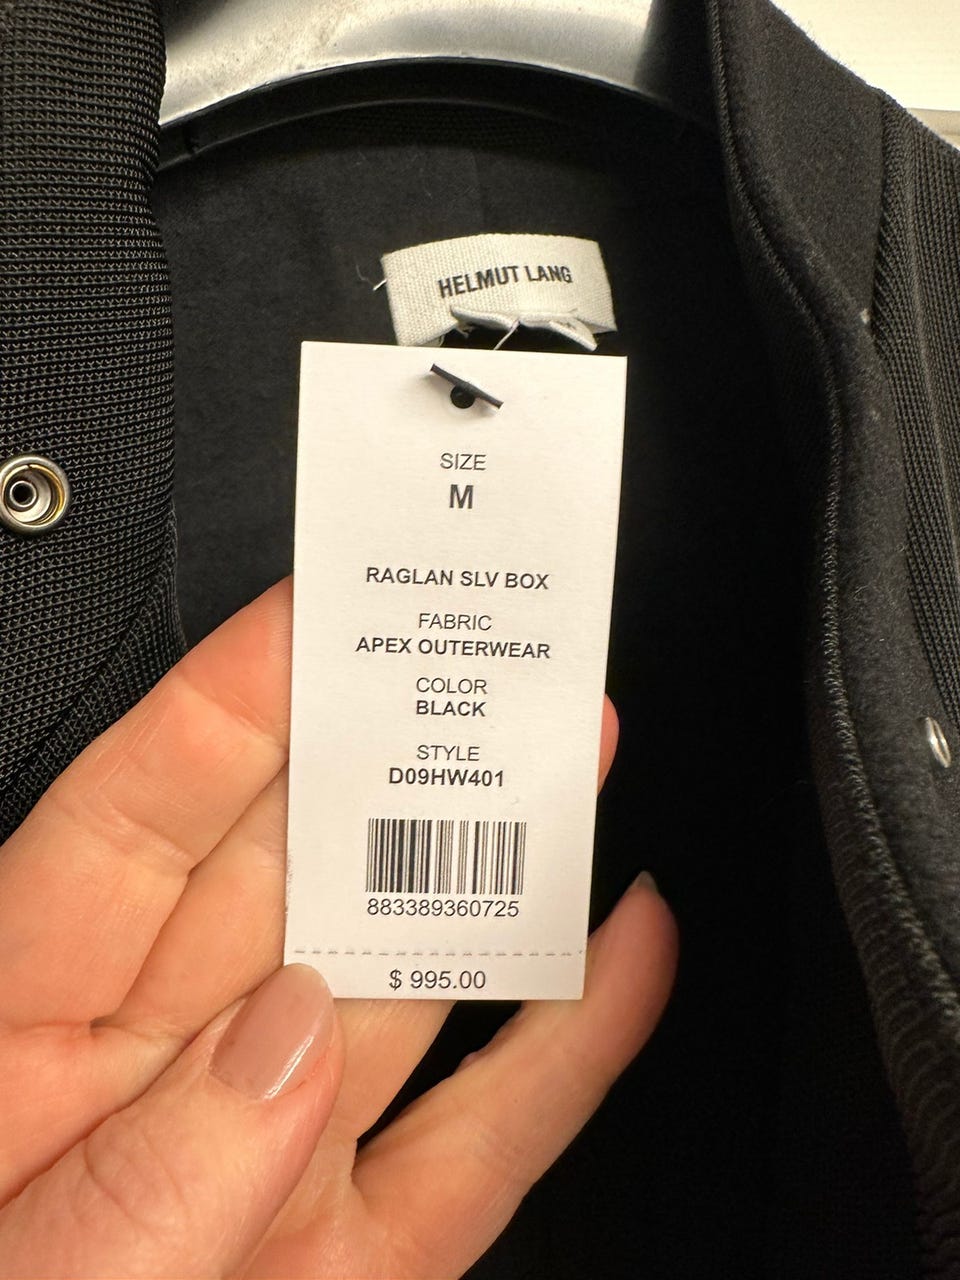 HELMUT LANG
SIZE
M
RAGLAN SLV BOX
FABRIC
APEX OUTERWEAR
COLOR
BLACK
STYLE
D09HW401
883389360725
$ 995.00